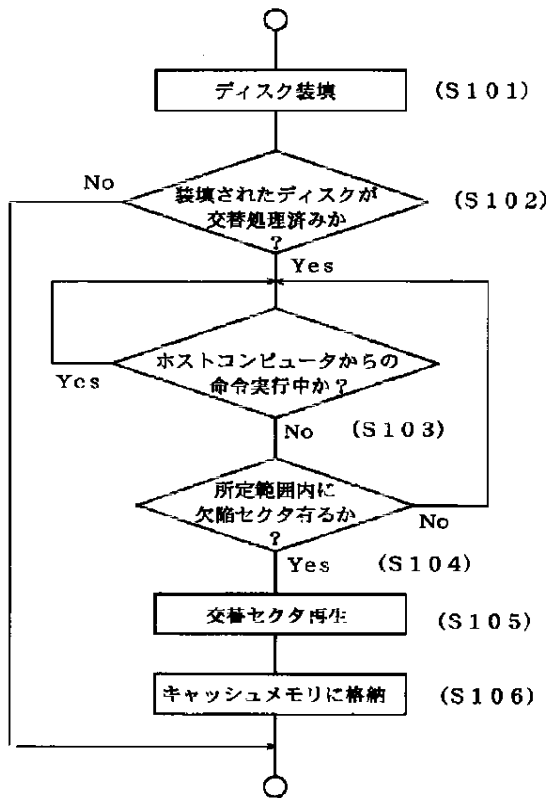 ディスク装填 (S101)
No
装填されたディスクが (S102)
交替処理済みか
?
Yes
ホストコンピュータからの
Yes
命令実行中か?
No (S103)
所定範囲内に
欠陥セクタ有るか
No
?
Yes (S104)
交替セクタ再生 (S105)
キャッシュメモリに格納 (S106)